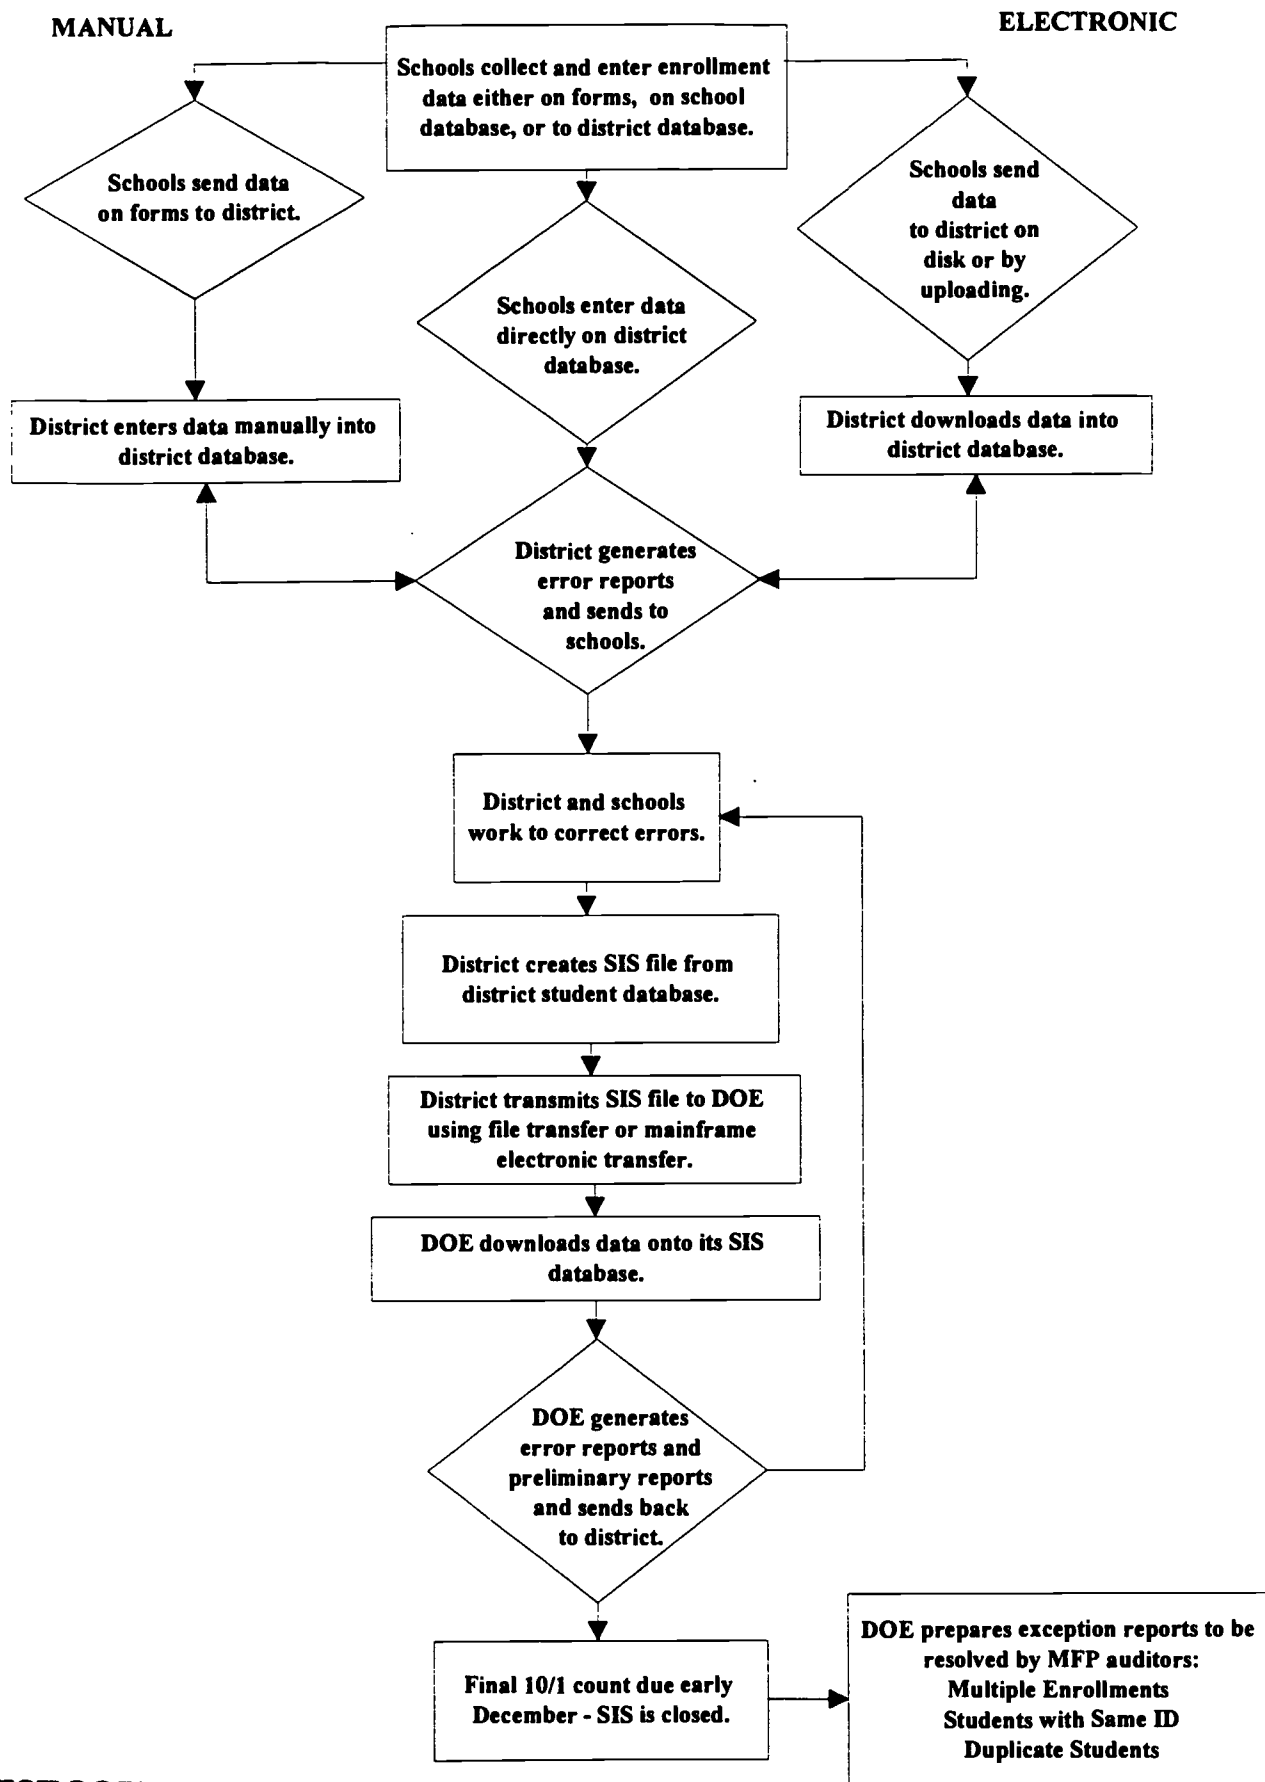 MANUAL
ELECTRONIC
Schools collect and enter enrollment
data either on forms, on school
database, or to district database.
Schools send data
on forms to district.
Schools enter data
directly on district
database.
Schools send
data
to district on
disk or by
uploading.
District enters data manually into
district database.
District downloads data into
district database.
District generates
error reports
and sends to
schools.
District and schools
work to correct errors.
District creates SIS file from
district student database.
District transmits SIS file to DOE
using file transfer or mainframe
electronic transfer.
DOE downloads data onto its SIS
database.
DOE generates
error reports and
preliminary reports
and sends back
to district.
Final 10/1 count due early
December - SIS is closed.
DOE prepares exception reports to be
resolved by MFP auditors:
Multiple Enrollments
Students with Same ID
Duplicate Students